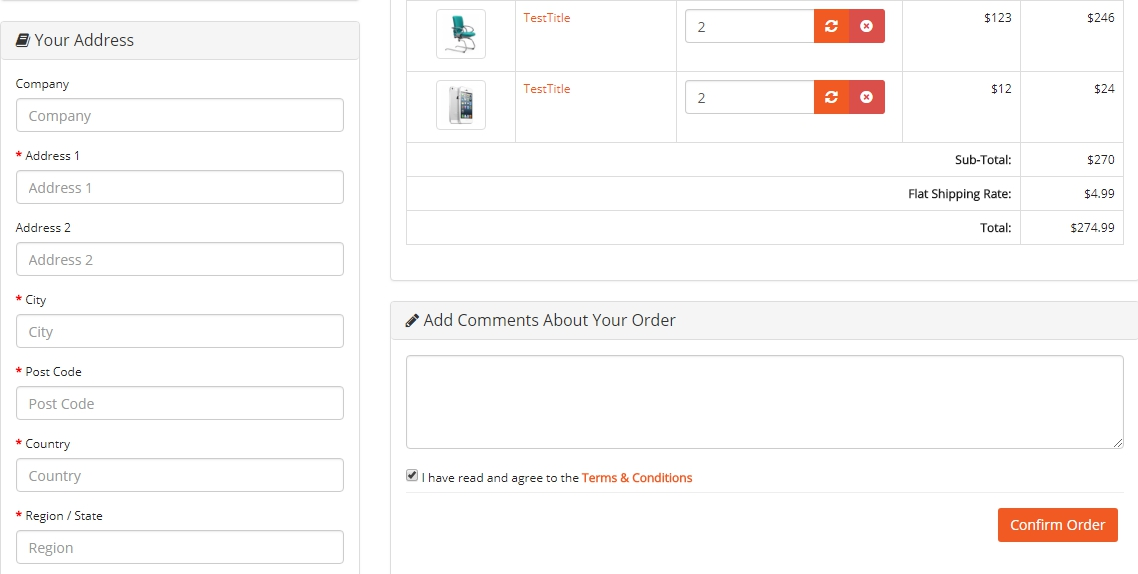 Your Address
Company
Company
* Address 1
Address 1
Address 2
Address 2
* City
City
* Post Code
Post Code
* Country
Country
* Region / State
Region
TestTitle 2 $123 $246
TestTitle 2 $12 $24
Sub-Total: $270
Flat Shipping Rate: $4.99
Total: $274.99
Add Comments About Your Order
I have read and agree to the Terms & Conditions
Confirm Order